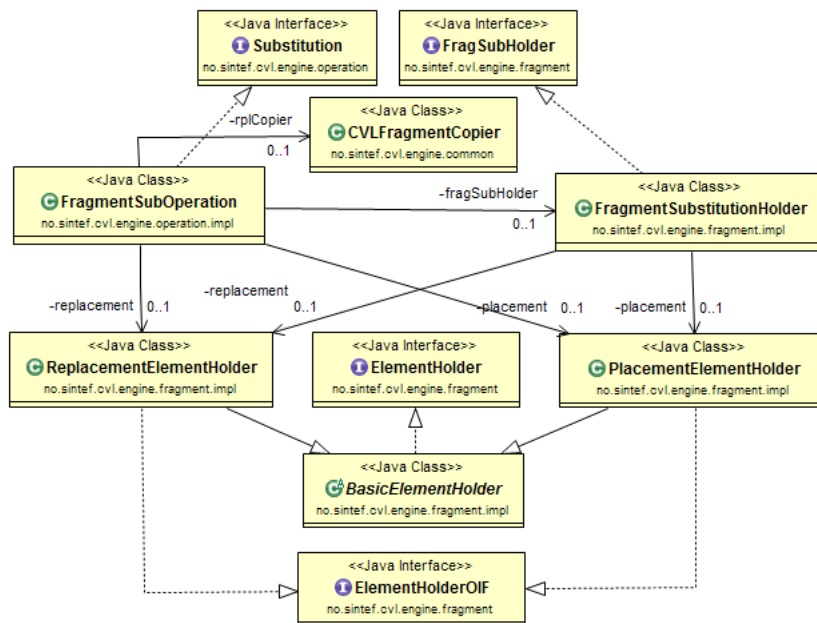 <<Java Interface>>
Substitution
no.sintef.cvl.engine.operation
<<Java Interface>>
FragSubHolder
no.sintef.cvl.engine.fragment
-rplCopier
0..1
<<Java Class>>
CVLFragmentCopier
no.sintef.cvl.engine.common
<<Java Class>>
FragmentSubOperation
no.sintef.cvl.engine.operation.impl
-fragSubHolder
0..1
<<Java Class>>
FragmentSubstitutionHolder
no.sintef.cvl.engine.fragment.impl
-replacement
0..1
-replacement
0..1
-placement
0..1
-placement
0..1
<<Java Class>>
ReplacementElementHolder
no.sintef.cvl.engine.fragment.impl
<<Java Interface>>
ElementHolder
no.sintef.cvl.engine.fragment
<<Java Class>>
PlacementElementHolder
no.sintef.cvl.engine.fragment.impl
<<Java Class>>
BasicElementHolder
no.sintef.cvl.engine.fragment.impl
<<Java Interface>>
ElementHolderOIF
no.sintef.cvl.engine.fragment